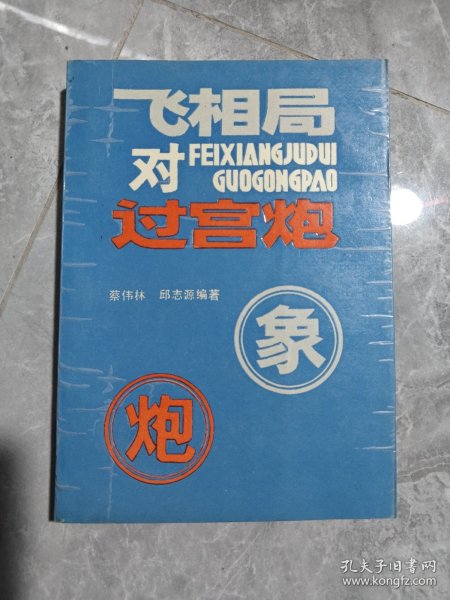 飞相局
对 FEIXIANGJUDUI
GUOGONGPAO
过宫炮
蔡伟林 邱志源编著
象
炮
孔夫子旧书网
www.kongfz.com